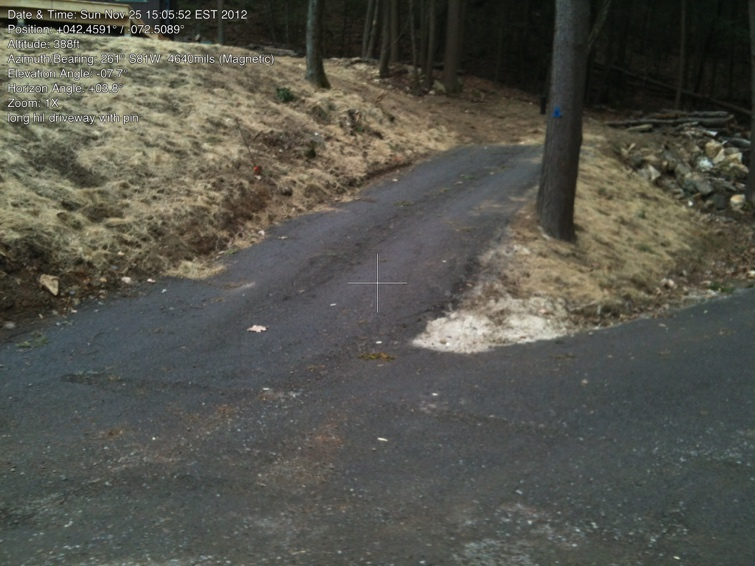 Date & Time: Sun Nov 25 15:05:52 EST 2012
Position: +042.4591° / -072.5089°
Altitude: 388ft
Azimuth/Bearing: 261° S81W 4640mils (Magnetic)
Elevation Angle: -07.7°
Horizon Angle: +03.8°
Zoom: 1X
long hil driveway with pin